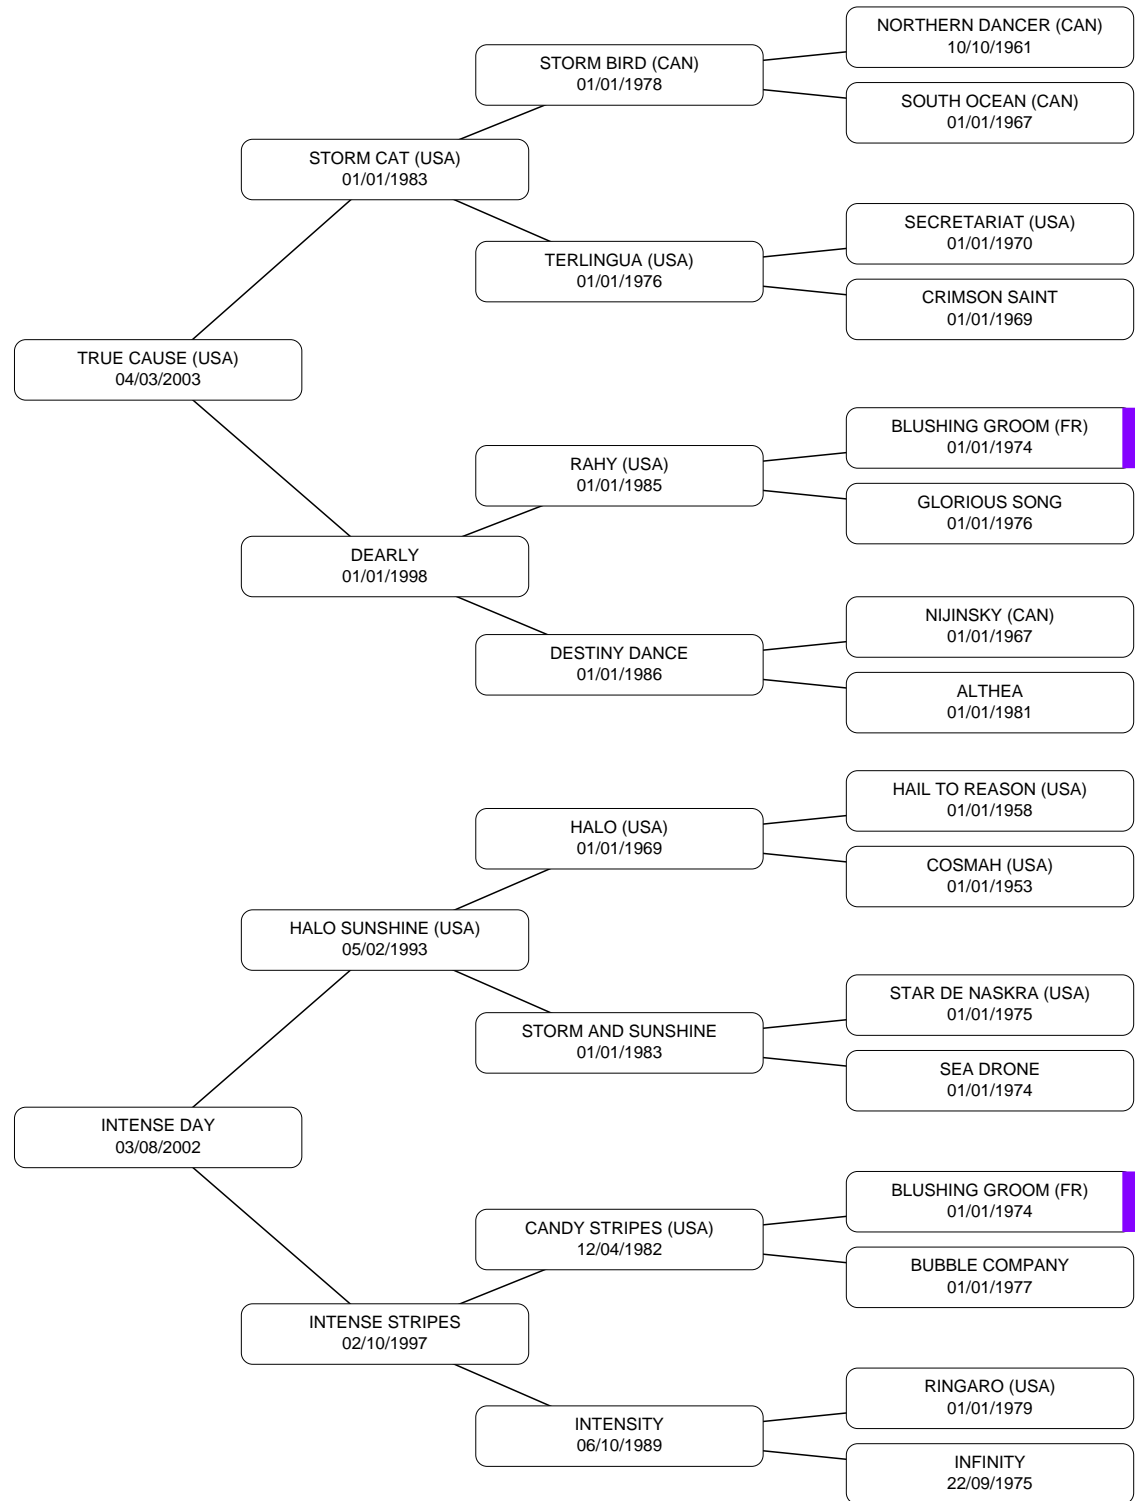 NORTHERN DANCER (CAN)
10/10/1961
STORM BIRD (CAN)
01/01/1978
SOUTH OCEAN (CAN)
01/01/1967
STORM CAT (USA)
01/01/1983
SECRETARIAT (USA)
01/01/1970
TERLINGUA (USA)
01/01/1976
CRIMSON SAINT
01/01/1969
TRUE CAUSE (USA)
04/03/2003
BLUSHING GROOM (FR)
01/01/1974
RAHY (USA)
01/01/1985
GLORIOUS SONG
01/01/1976
DEARLY
01/01/1998
NIJINSKY (CAN)
01/01/1967
DESTINY DANCE
01/01/1986
ALTHEA
01/01/1981
HAIL TO REASON (USA)
01/01/1958
HALO (USA)
01/01/1969
COSMAH (USA)
01/01/1953
HALO SUNSHINE (USA)
05/02/1993
STAR DE NASKRA (USA)
01/01/1975
STORM AND SUNSHINE
01/01/1983
SEA DRONE
01/01/1974
INTENSE DAY
03/08/2002
BLUSHING GROOM (FR)
01/01/1974
CANDY STRIPES (USA)
12/04/1982
BUBBLE COMPANY
01/01/1977
INTENSE STRIPES
02/10/1997
RINGARO (USA)
01/01/1979
INTENSITY
06/10/1989
INFINITY
22/09/1975